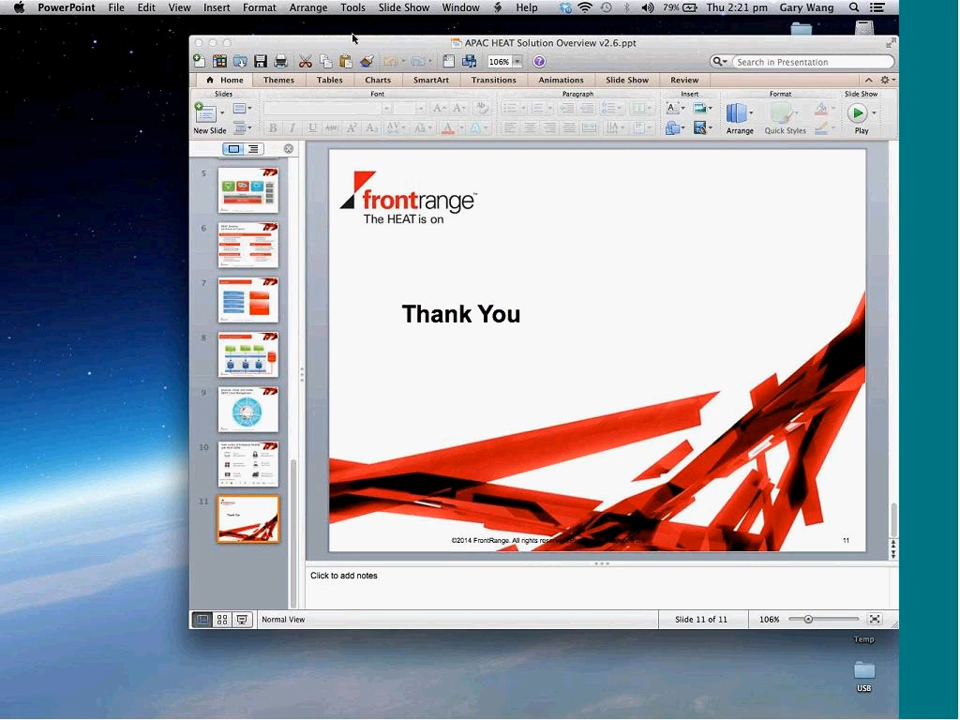 PowerPoint File Edit View Insert Format Arrange Tools Slide Show Window Help 79% Thu 2:21 pm Gary Wang
APAC HEAT Solution Overview v2.6.ppt
106% Search in Presentation
Home Themes Tables Charts SmartArt Transitions Animations Slide Show Review
Slides Font Paragraph Insert Format Slide Show
New Slide Arrange Quick Styles Play
5
6
7
8
9
10
11
frontrange™
The HEAT is on
Thank You
©2014 FrontRange. All rights
11
Click to add notes
Normal View Slide 11 of 11 106%
Temp
USB